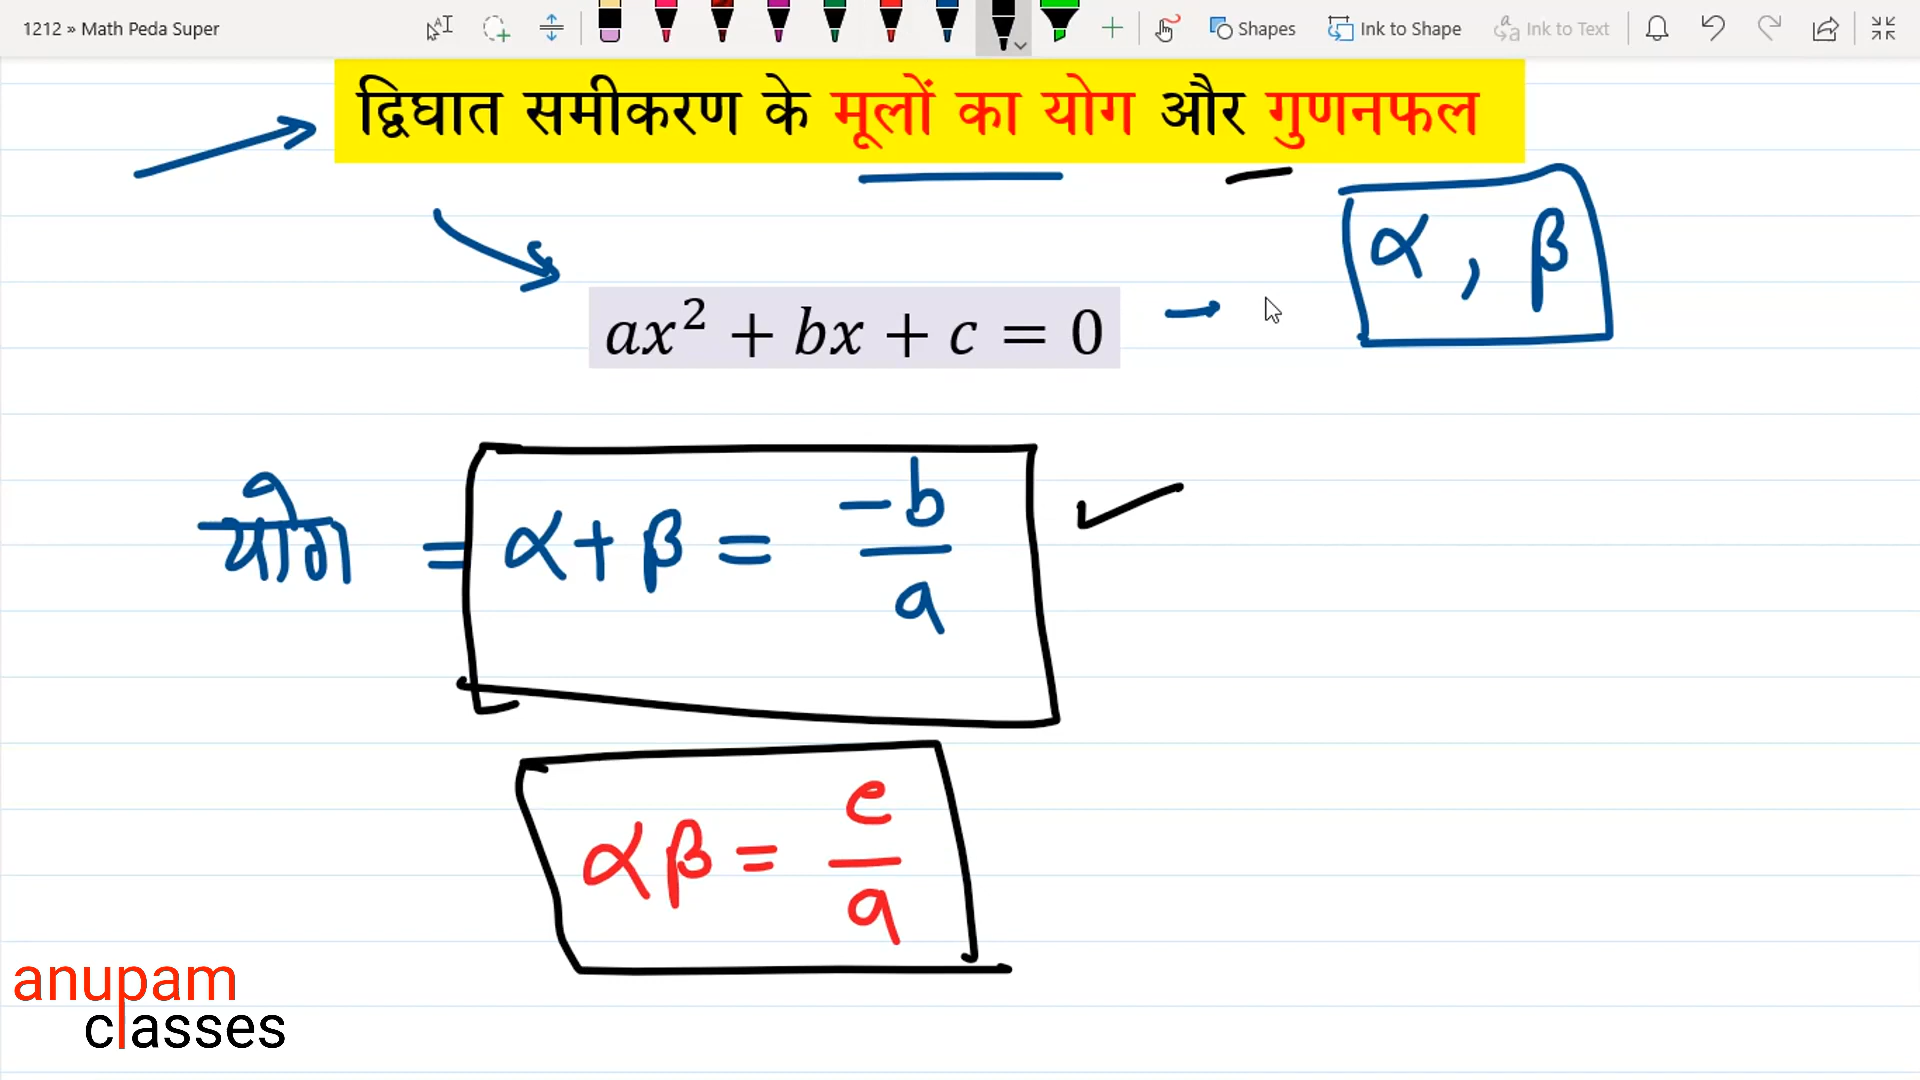 1212 » Math Peda Super
Shapes
Ink to Shape
Ink to Text
द्विघात समीकरण के मूलों का योग और गुणनफल
α , β
ax² + bx + c = 0
योग = α + β = -b/a
αβ = c/a
anupam
classes